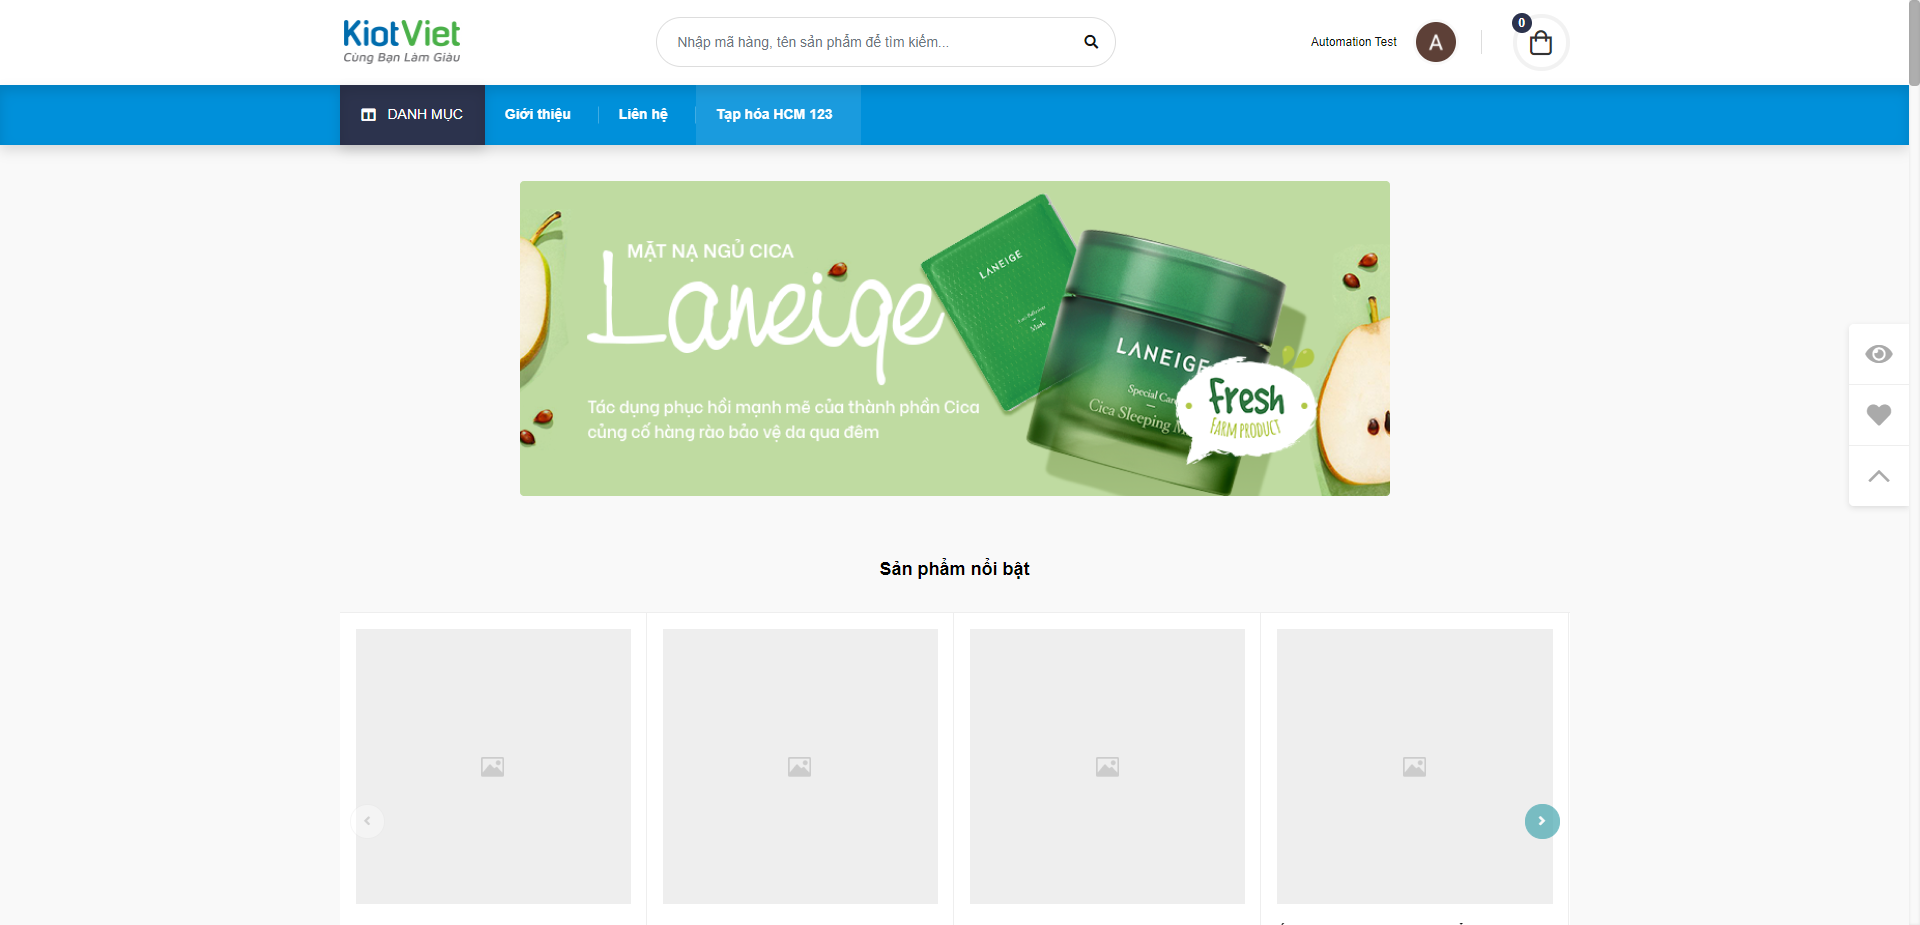 KiotViet
Cùng Bạn Làm Giàu
Nhập mã hàng, tên sản phẩm để tìm kiếm...
Automation Test
A
0
DANH MỤC
Giới thiệu
Liên hệ
Tạp hóa HCM 123
MẶT NẠ NGỦ CICA
Laneige
Tác dụng phục hồi mạnh mẽ của thành phần Cica
củng cố hàng rào bảo vệ da qua đêm
LANEIGE
Mask
LANEIGE
Special Care
Cica Sleeping
fresh
FARM PRODUCT
Sản phẩm nổi bật